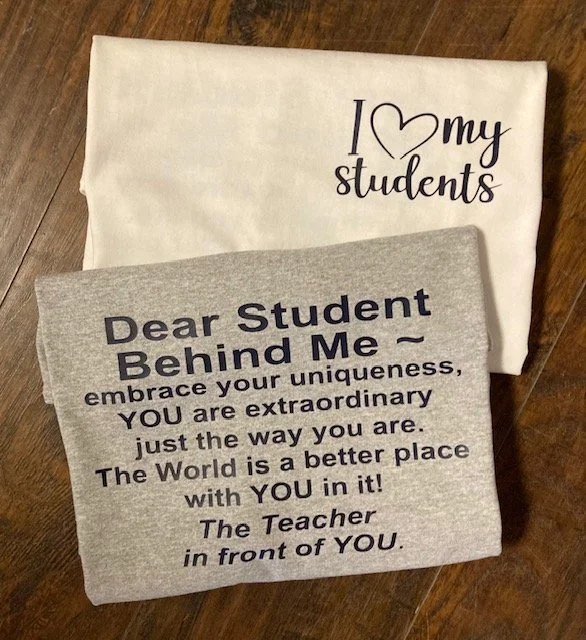 I ♡ my
students
Dear Student
Behind Me ~
embrace your uniqueness,
YOU are extraordinary
just the way you are.
The World is a better place
with YOU in it!
The Teacher
in front of YOU.